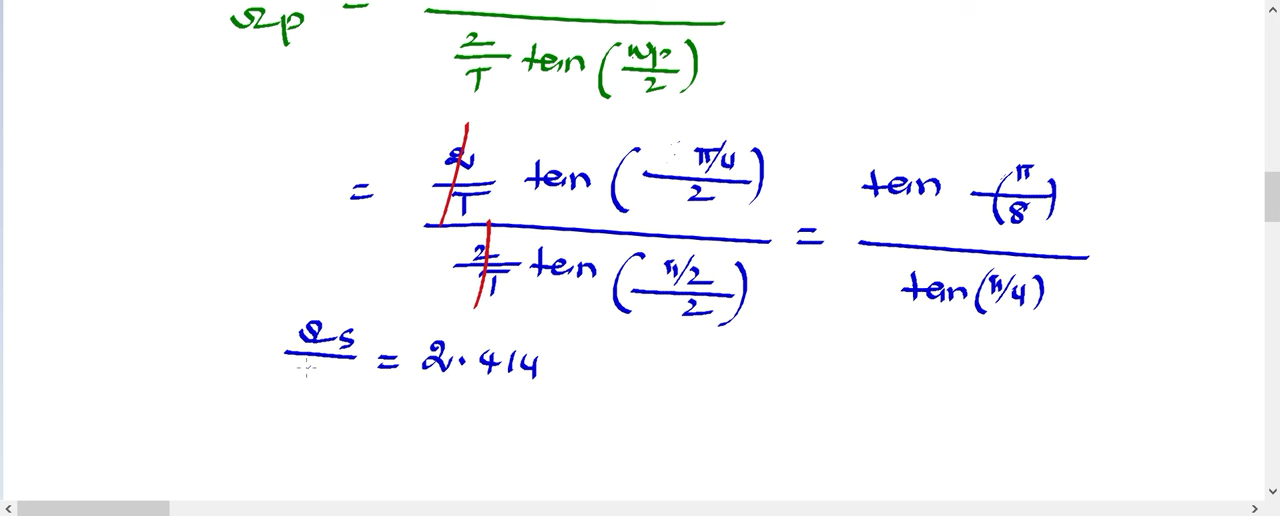 Ωp = 2/T tan (wp/2)
= 2/T tan (π/4 / 2) / 2/T tan (π/2 / 2) = tan (π/8) / tan (π/4)
Ωs = 2.414